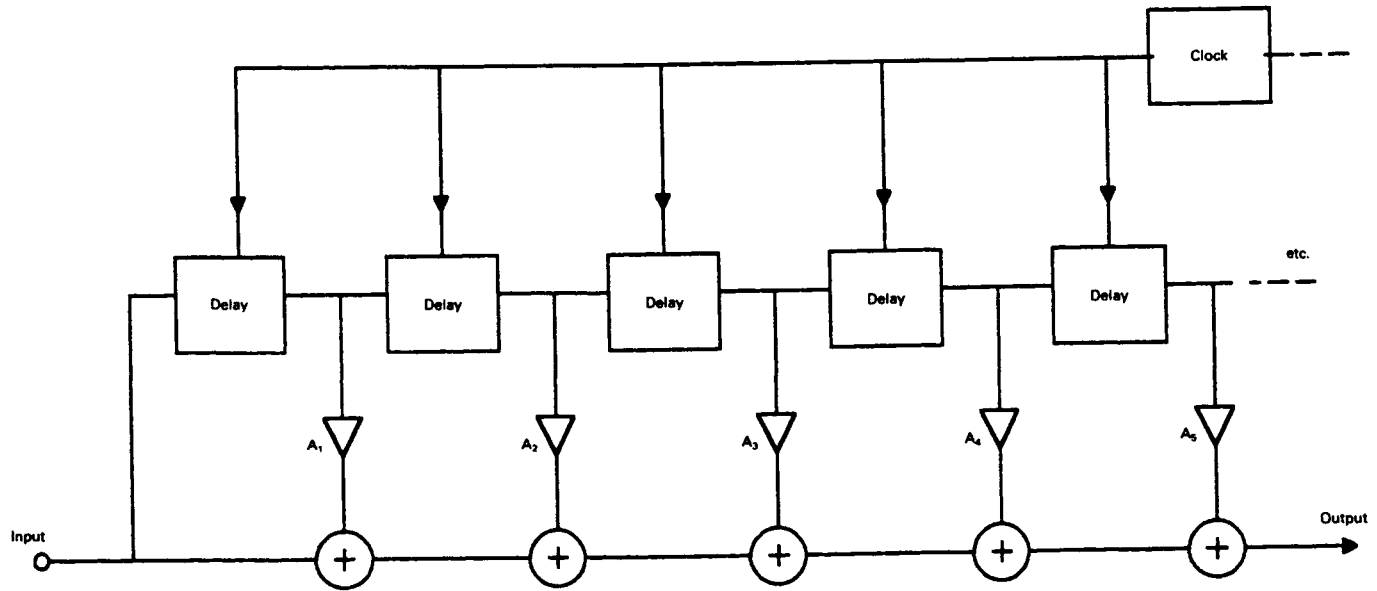 Clock
etc.
Delay
Delay
Delay
Delay
Delay
A₁
A₂
A₃
A₄
A₅
Input
+
+
+
+
+
Output